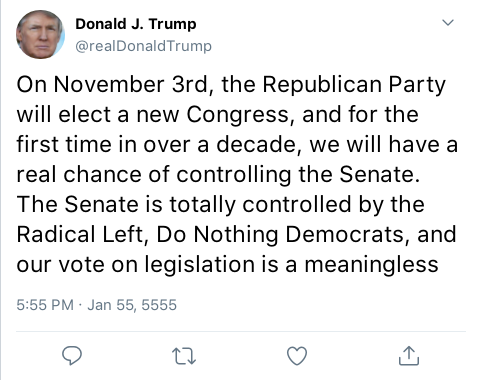 Donald J. Trump
@realDonaldTrump
On November 3rd, the Republican Party
will elect a new Congress, and for the
first time in over a decade, we will have a
real chance of controlling the Senate.
The Senate is totally controlled by the
Radical Left, Do Nothing Democrats, and
our vote on legislation is a meaningless
5:55 PM · Jan 55, 5555